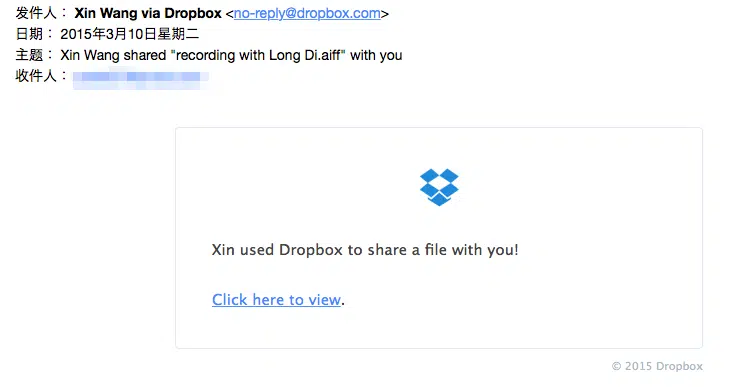 发件人： Xin Wang via Dropbox <no-reply@dropbox.com>
日期： 2015年3月10日星期二
主题： Xin Wang shared "recording with Long Di.aiff" with you
收件人：
Xin used Dropbox to share a file with you!
Click here to view.
© 2015 Dropbox